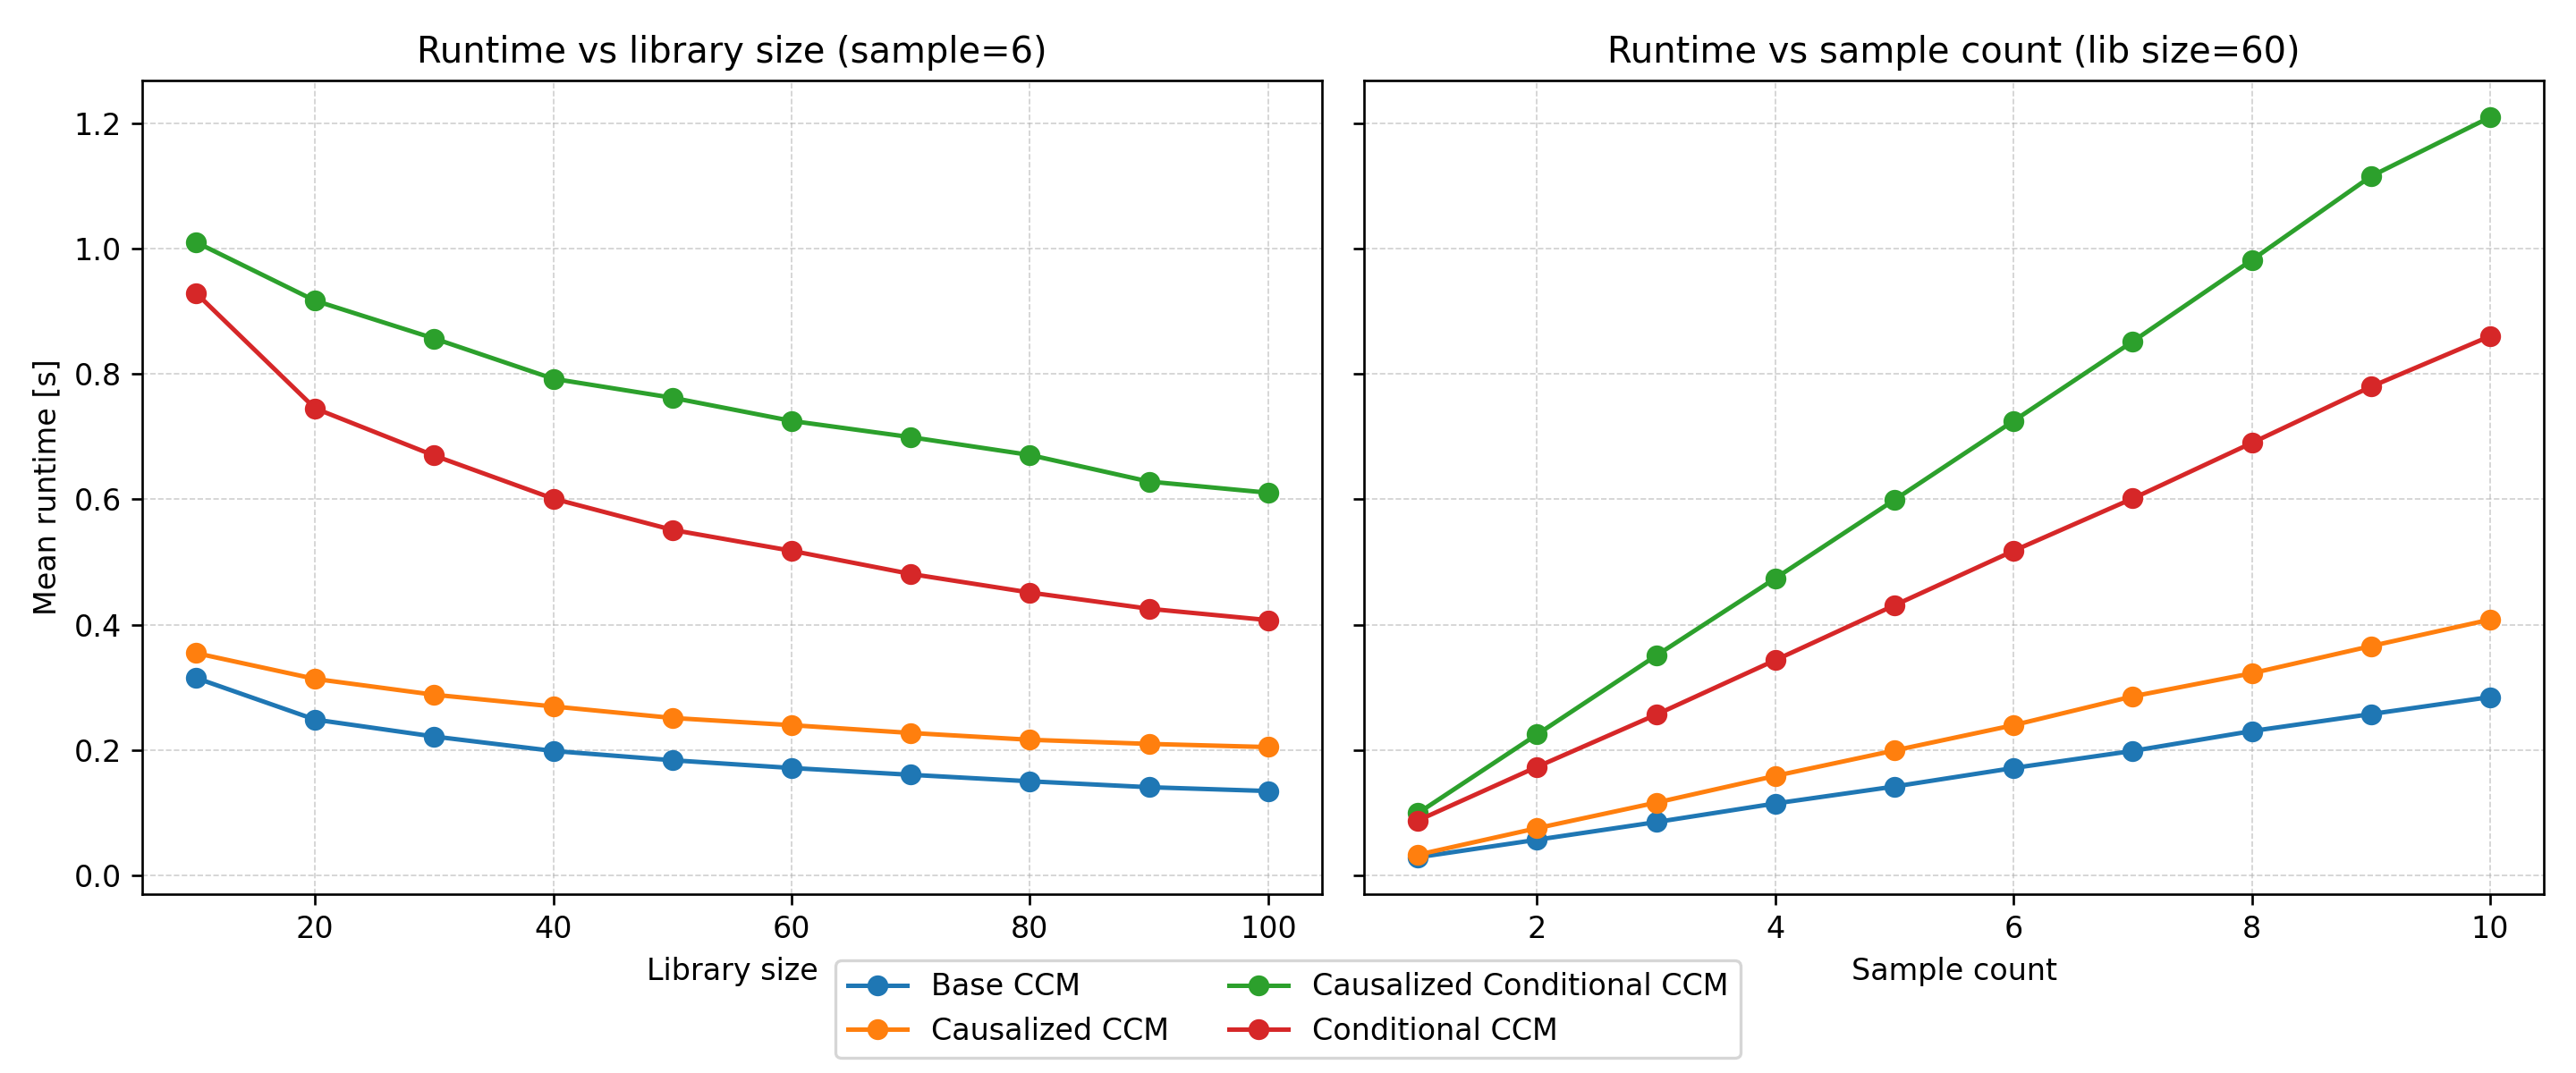 Runtime vs library size (sample=6)
Runtime vs sample count (lib size=60)
Mean runtime [s]
1.2
1.0
0.8
0.6
0.4
0.2
0.0
20 40 60 80 100
2 4 6 8 10
Library size
Sample count
Base CCM
Causalized CCM
Causalized Conditional CCM
Conditional CCM